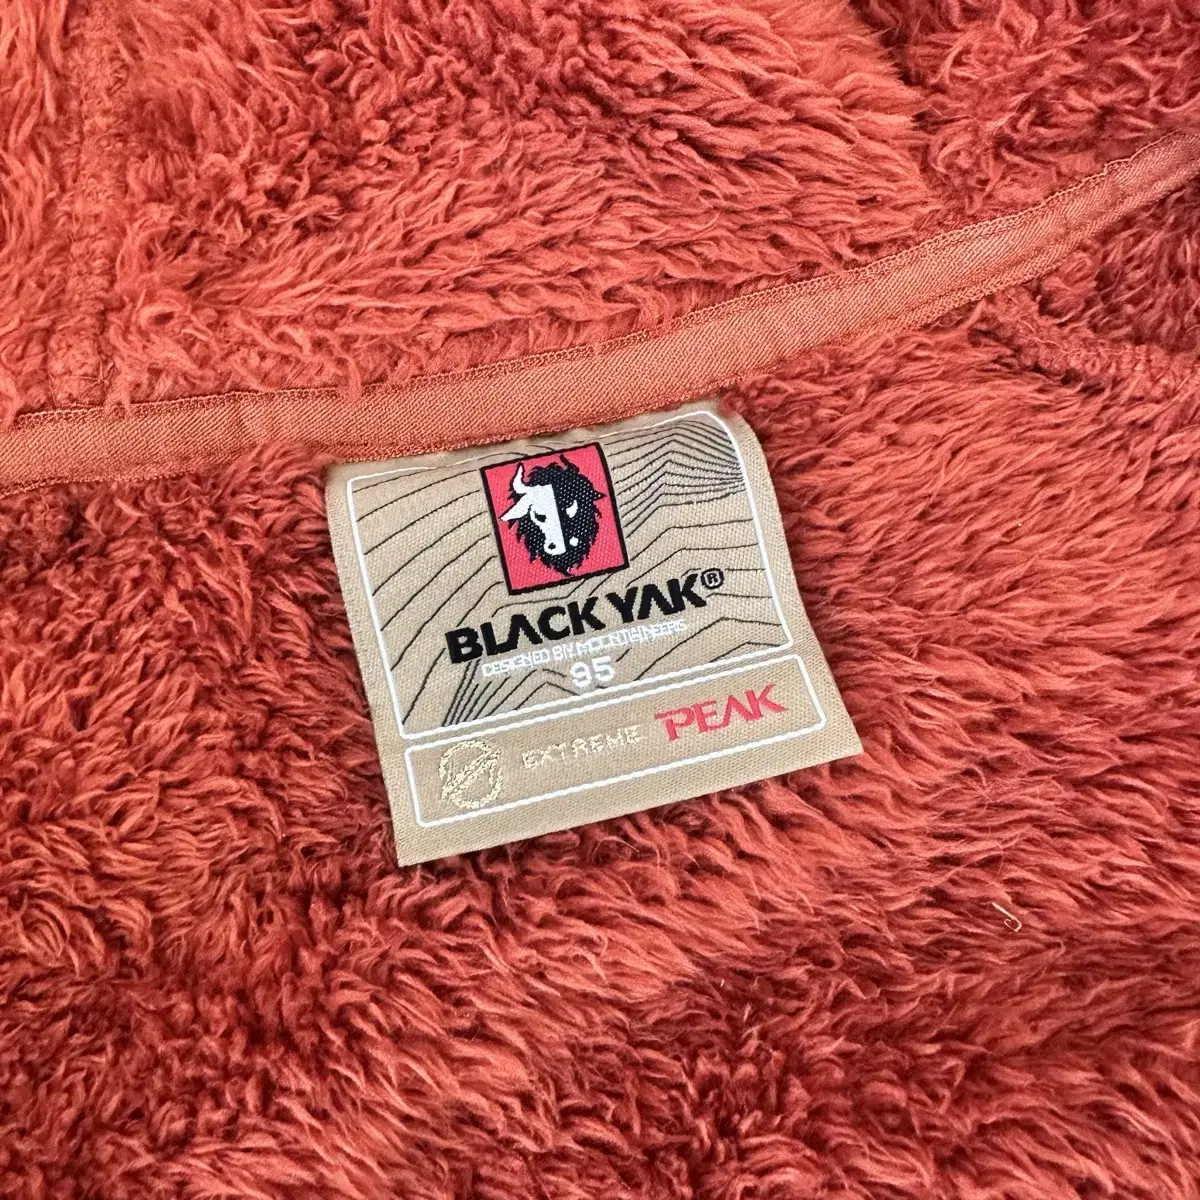 BLACK YAK®
DESIGNED BY MOUNTAINEERS
95
EXTREME PEAK